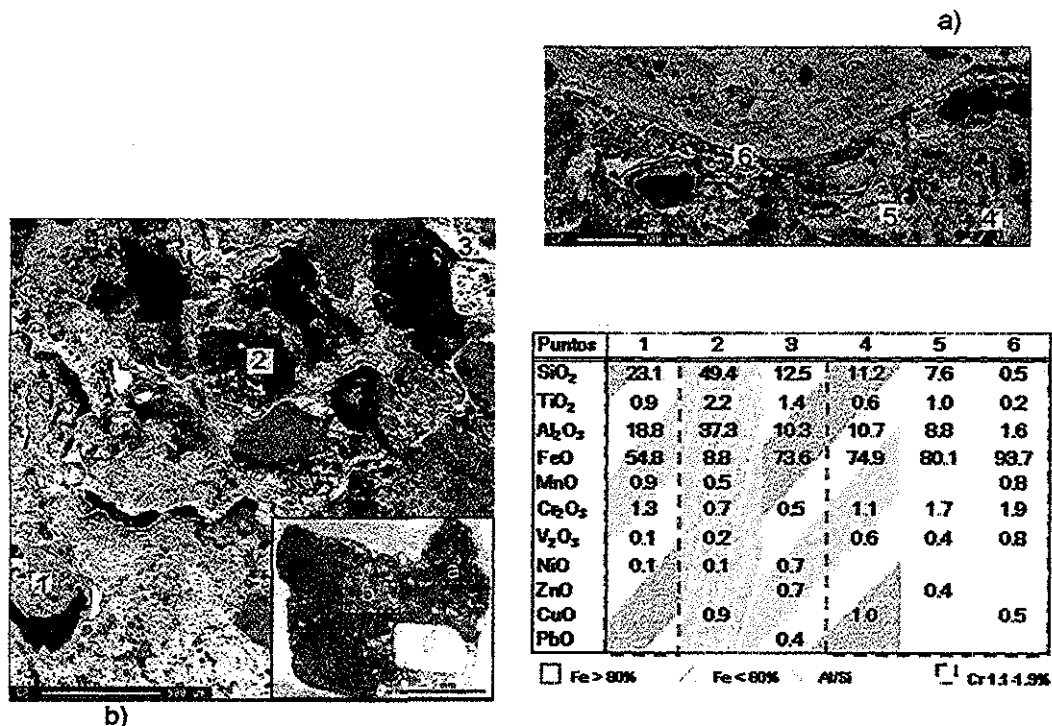 a)
6
5 4
3
2
1
b)
Puntos 1 2 3 4 5 6
SiO₂ 23.1 49.4 12.5 11.2 7.6 0.5
TiO₂ 0.9 2.2 1.4 0.6 1.0 0.2
Al₂O₃ 18.8 37.3 10.3 10.7 8.8 1.6
FeO 54.8 8.8 73.6 74.9 80.1 93.7
MnO 0.9 0.5 0.8
Cr₂O₃ 1.3 0.7 0.5 1.1 1.7 1.9
V₂O₃ 0.1 0.2 0.6 0.4 0.8
NiO 0.1 0.1 0.7
ZnO 0.7 0.4
CuO 0.9 1.0 0.5
PbO 0.4
Fe > 80% Fe < 80% Al/Si Cr 1.1-1.9%